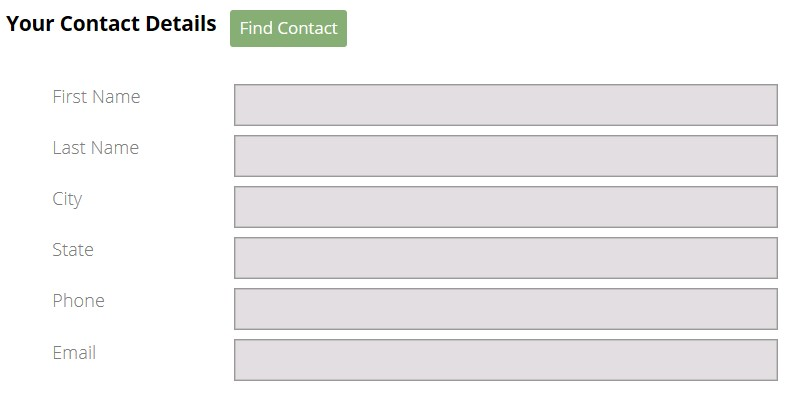 Your Contact Details Find Contact
First Name
Last Name
City
State
Phone
Email